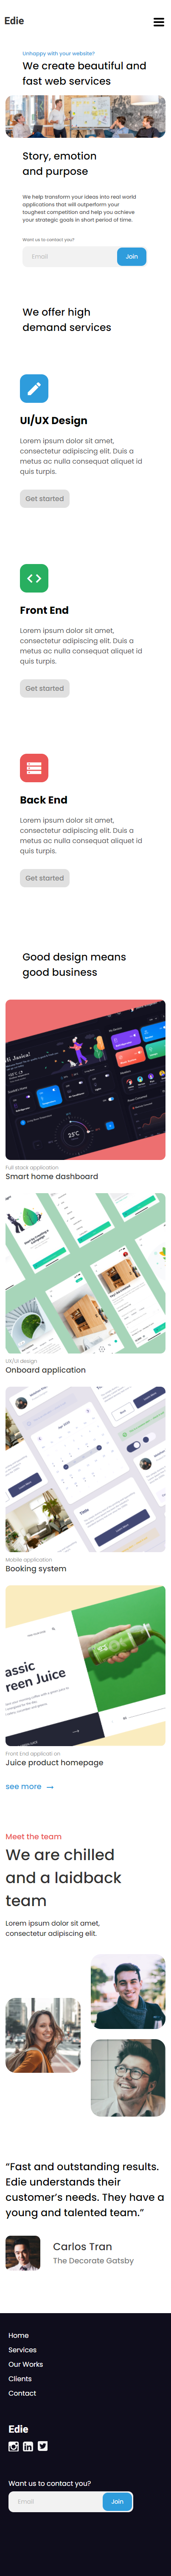 Edie
Unhappy with your website?
We create beautiful and
fast web services
Story, emotion
and purpose
We help transform your ideas into real world
applications that will outperform your
toughest competition and help you achieve
your strategic goals in short period of time.
Want us to contact you?
Email
Join
We offer high
demand services
UI/UX Design
Lorem ipsum dolor sit amet,
consectetur adipiscing elit. Duis a
metus ac nulla consequat aliquet id
quis turpis.
Get started
Front End
Lorem ipsum dolor sit amet,
consectetur adipiscing elit. Duis a
metus ac nulla consequat aliquet id
quis turpis.
Get started
Back End
Lorem ipsum dolor sit amet,
consectetur adipiscing elit. Duis a
metus ac nulla consequat aliquet id
quis turpis.
Get started
Good design means
good business
25°C
Full stack application
Smart home dashboard
UX/UI design
Onboard application
Mobile application
Booking system
assic
reen Juice
Front End application
Juice product homepage
see more →
Meet the team
We are chilled
and a laidback
team
Lorem ipsum dolor sit amet,
consectetur adipiscing elit.
“Fast and outstanding results.
Edie understands their
customer’s needs. They have a
young and talented team.”
Carlos Tran
The Decorate Gatsby
Home
Services
Our Works
Clients
Contact
Edie
Want us to contact you?
Email
Join